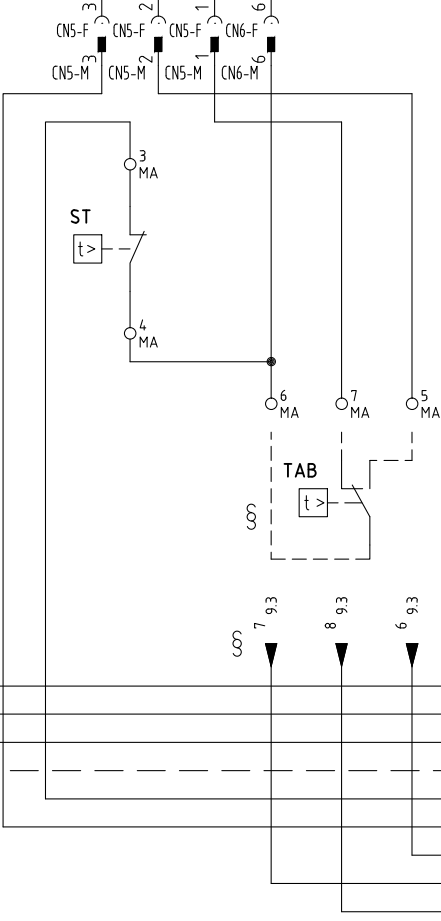 3 2 1 6
CN5-F CN5-F CN5-F CN6-F
3 2 1 6
CN5-M CN5-M CN5-M CN6-M
3
MA
ST
t>
4
MA
6 7 5
MA MA MA
TAB
t >
7 9.3 8 9.3 6 9.3